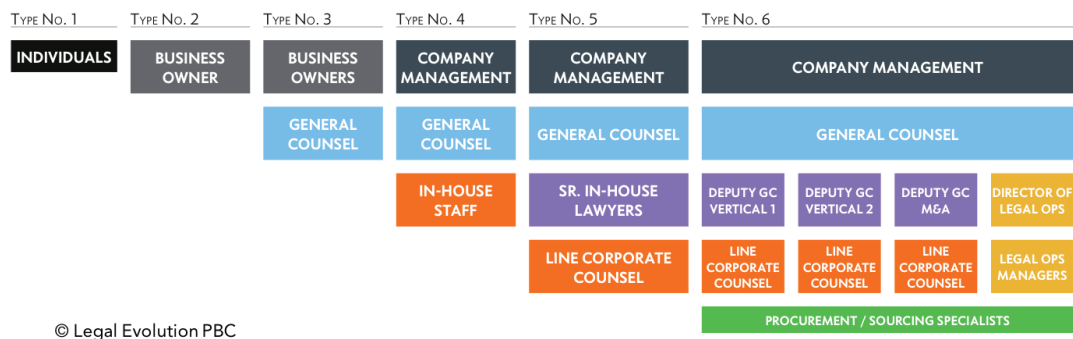 Type No. 1
Type No. 2
Type No. 3
Type No. 4
Type No. 5
Type No. 6
INDIVIDUALS
BUSINESS
OWNER
BUSINESS
OWNERS
COMPANY
MANAGEMENT
COMPANY
MANAGEMENT
COMPANY MANAGEMENT
GENERAL
COUNSEL
GENERAL
COUNSEL
GENERAL COUNSEL
GENERAL COUNSEL
IN-HOUSE
STAFF
SR. IN-HOUSE
LAWYERS
DEPUTY GC
VERTICAL 1
DEPUTY GC
VERTICAL 2
DEPUTY GC
M&A
DIRECTOR OF
LEGAL OPS
LINE CORPORATE
COUNSEL
LINE
CORPORATE
COUNSEL
LINE
CORPORATE
COUNSEL
LINE
CORPORATE
COUNSEL
LEGAL OPS
MANAGERS
PROCUREMENT / SOURCING SPECIALISTS
© Legal Evolution PBC